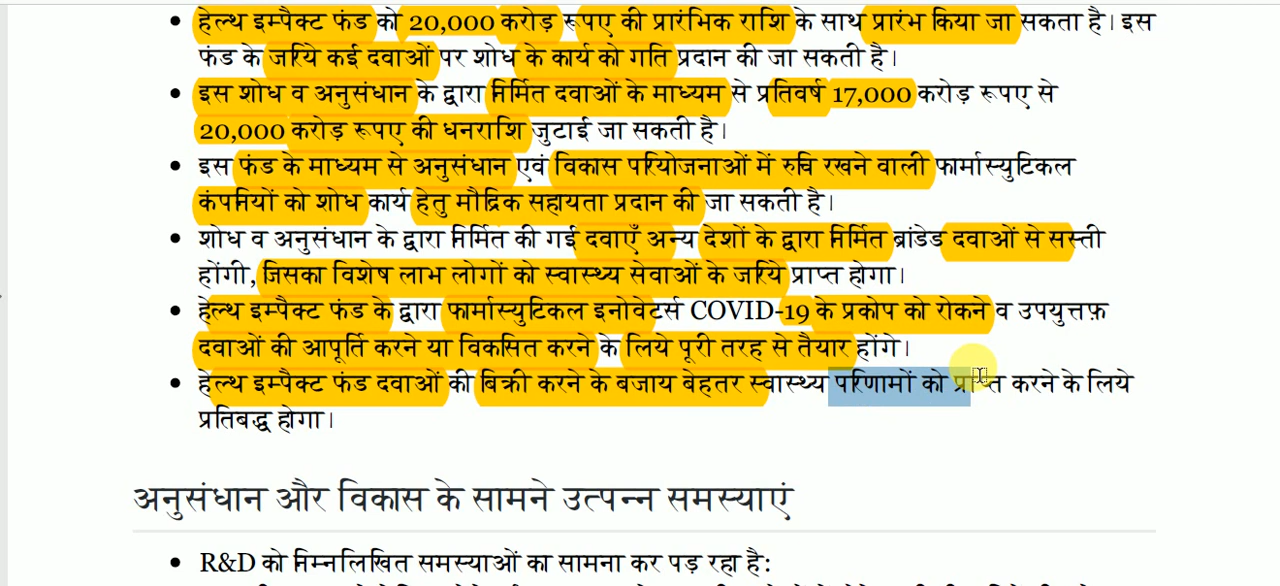 हेल्थ इम्पैक्ट फंड को 20,000 करोड़ रूपए की प्रारंभिक राशि के साथ प्रारंभ किया जा सकता है। इस
फंड के जरिये कई दवाओं पर शोध के कार्य को गति प्रदान की जा सकती है।
इस शोध व अनुसंधान के द्वारा निर्मित दवाओं के माध्यम से प्रतिवर्ष 17,000 करोड़ रूपए से
20,000 करोड़ रूपए की धनराशि जुटाई जा सकती है।
इस फंड के माध्यम से अनुसंधान एवं विकास परियोजनाओं में रुचि रखने वाली फार्मास्युटिकल
कंपनियों को शोध कार्य हेतु मौद्रिक सहायता प्रदान की जा सकती है।
शोध व अनुसंधान के द्वारा निर्मित की गई दवाएँ अन्य देशों के द्वारा निर्मित ब्रांडेड दवाओं से सस्ती
होंगी, जिसका विशेष लाभ लोगों को स्वास्थ्य सेवाओं के जरिये प्राप्त होगा।
हेल्थ इम्पैक्ट फंड के द्वारा फार्मास्युटिकल इनोवेटर्स COVID-19 के प्रकोप को रोकने व उपयुत्तफ़
दवाओं की आपूर्ति करने या विकसित करने के लिये पूरी तरह से तैयार होंगे।
हेल्थ इम्पैक्ट फंड दवाओं की बिक्री करने के बजाय बेहतर स्वास्थ्य परिणामों को प्राप्त करने के लिये
प्रतिबद्ध होगा।
अनुसंधान और विकास के सामने उत्पन्न समस्याएं
R&D को निम्नलिखित समस्याओं का सामना कर पड़ रहा है: